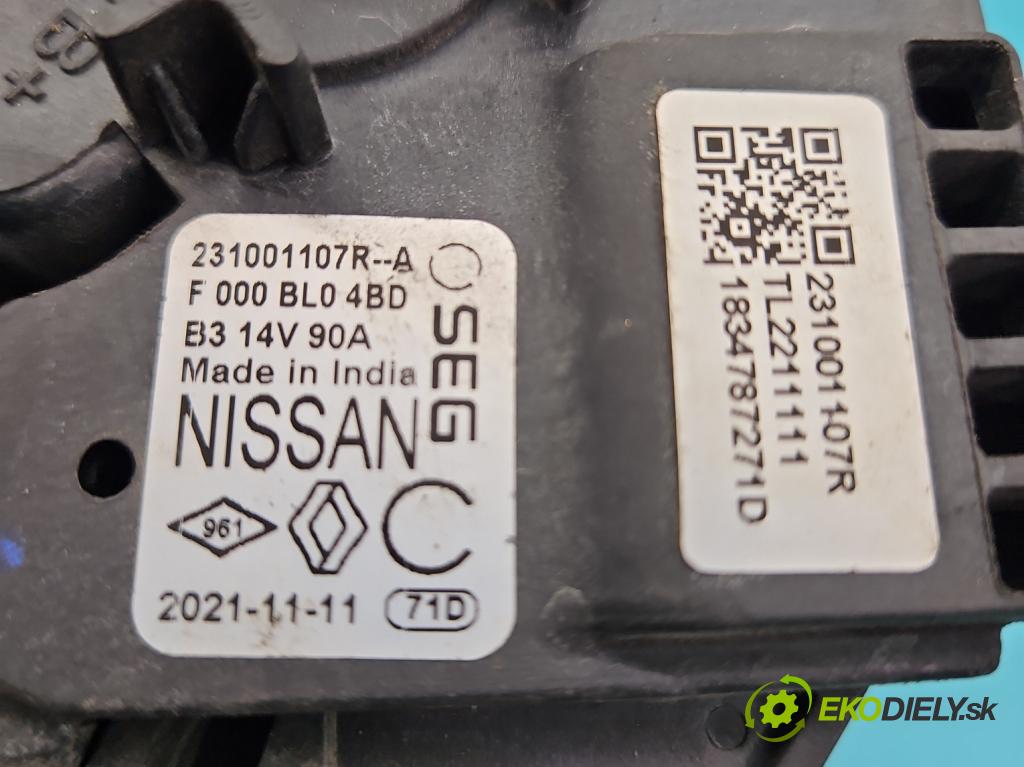 + B
231001107R--A
F 000 BL0 4BD
B3 14V 90A
Made in India
SEG
NISSAN
961
C
2021-11-11 71D
231001107R
TL2211111
1834787271D
EKODIELY.sk